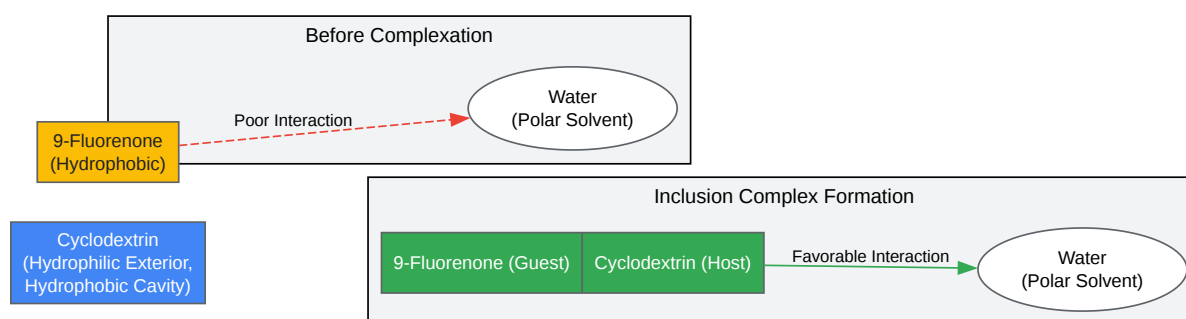 Before Complexation
Water
(Polar Solvent)
Poor Interaction
9-Fluorenone
(Hydrophobic)
Inclusion Complex Formation
Cyclodextrin
(Hydrophilic Exterior,
Hydrophobic Cavity)
9-Fluorenone (Guest)
Cyclodextrin (Host)
Favorable Interaction
Water
(Polar Solvent)